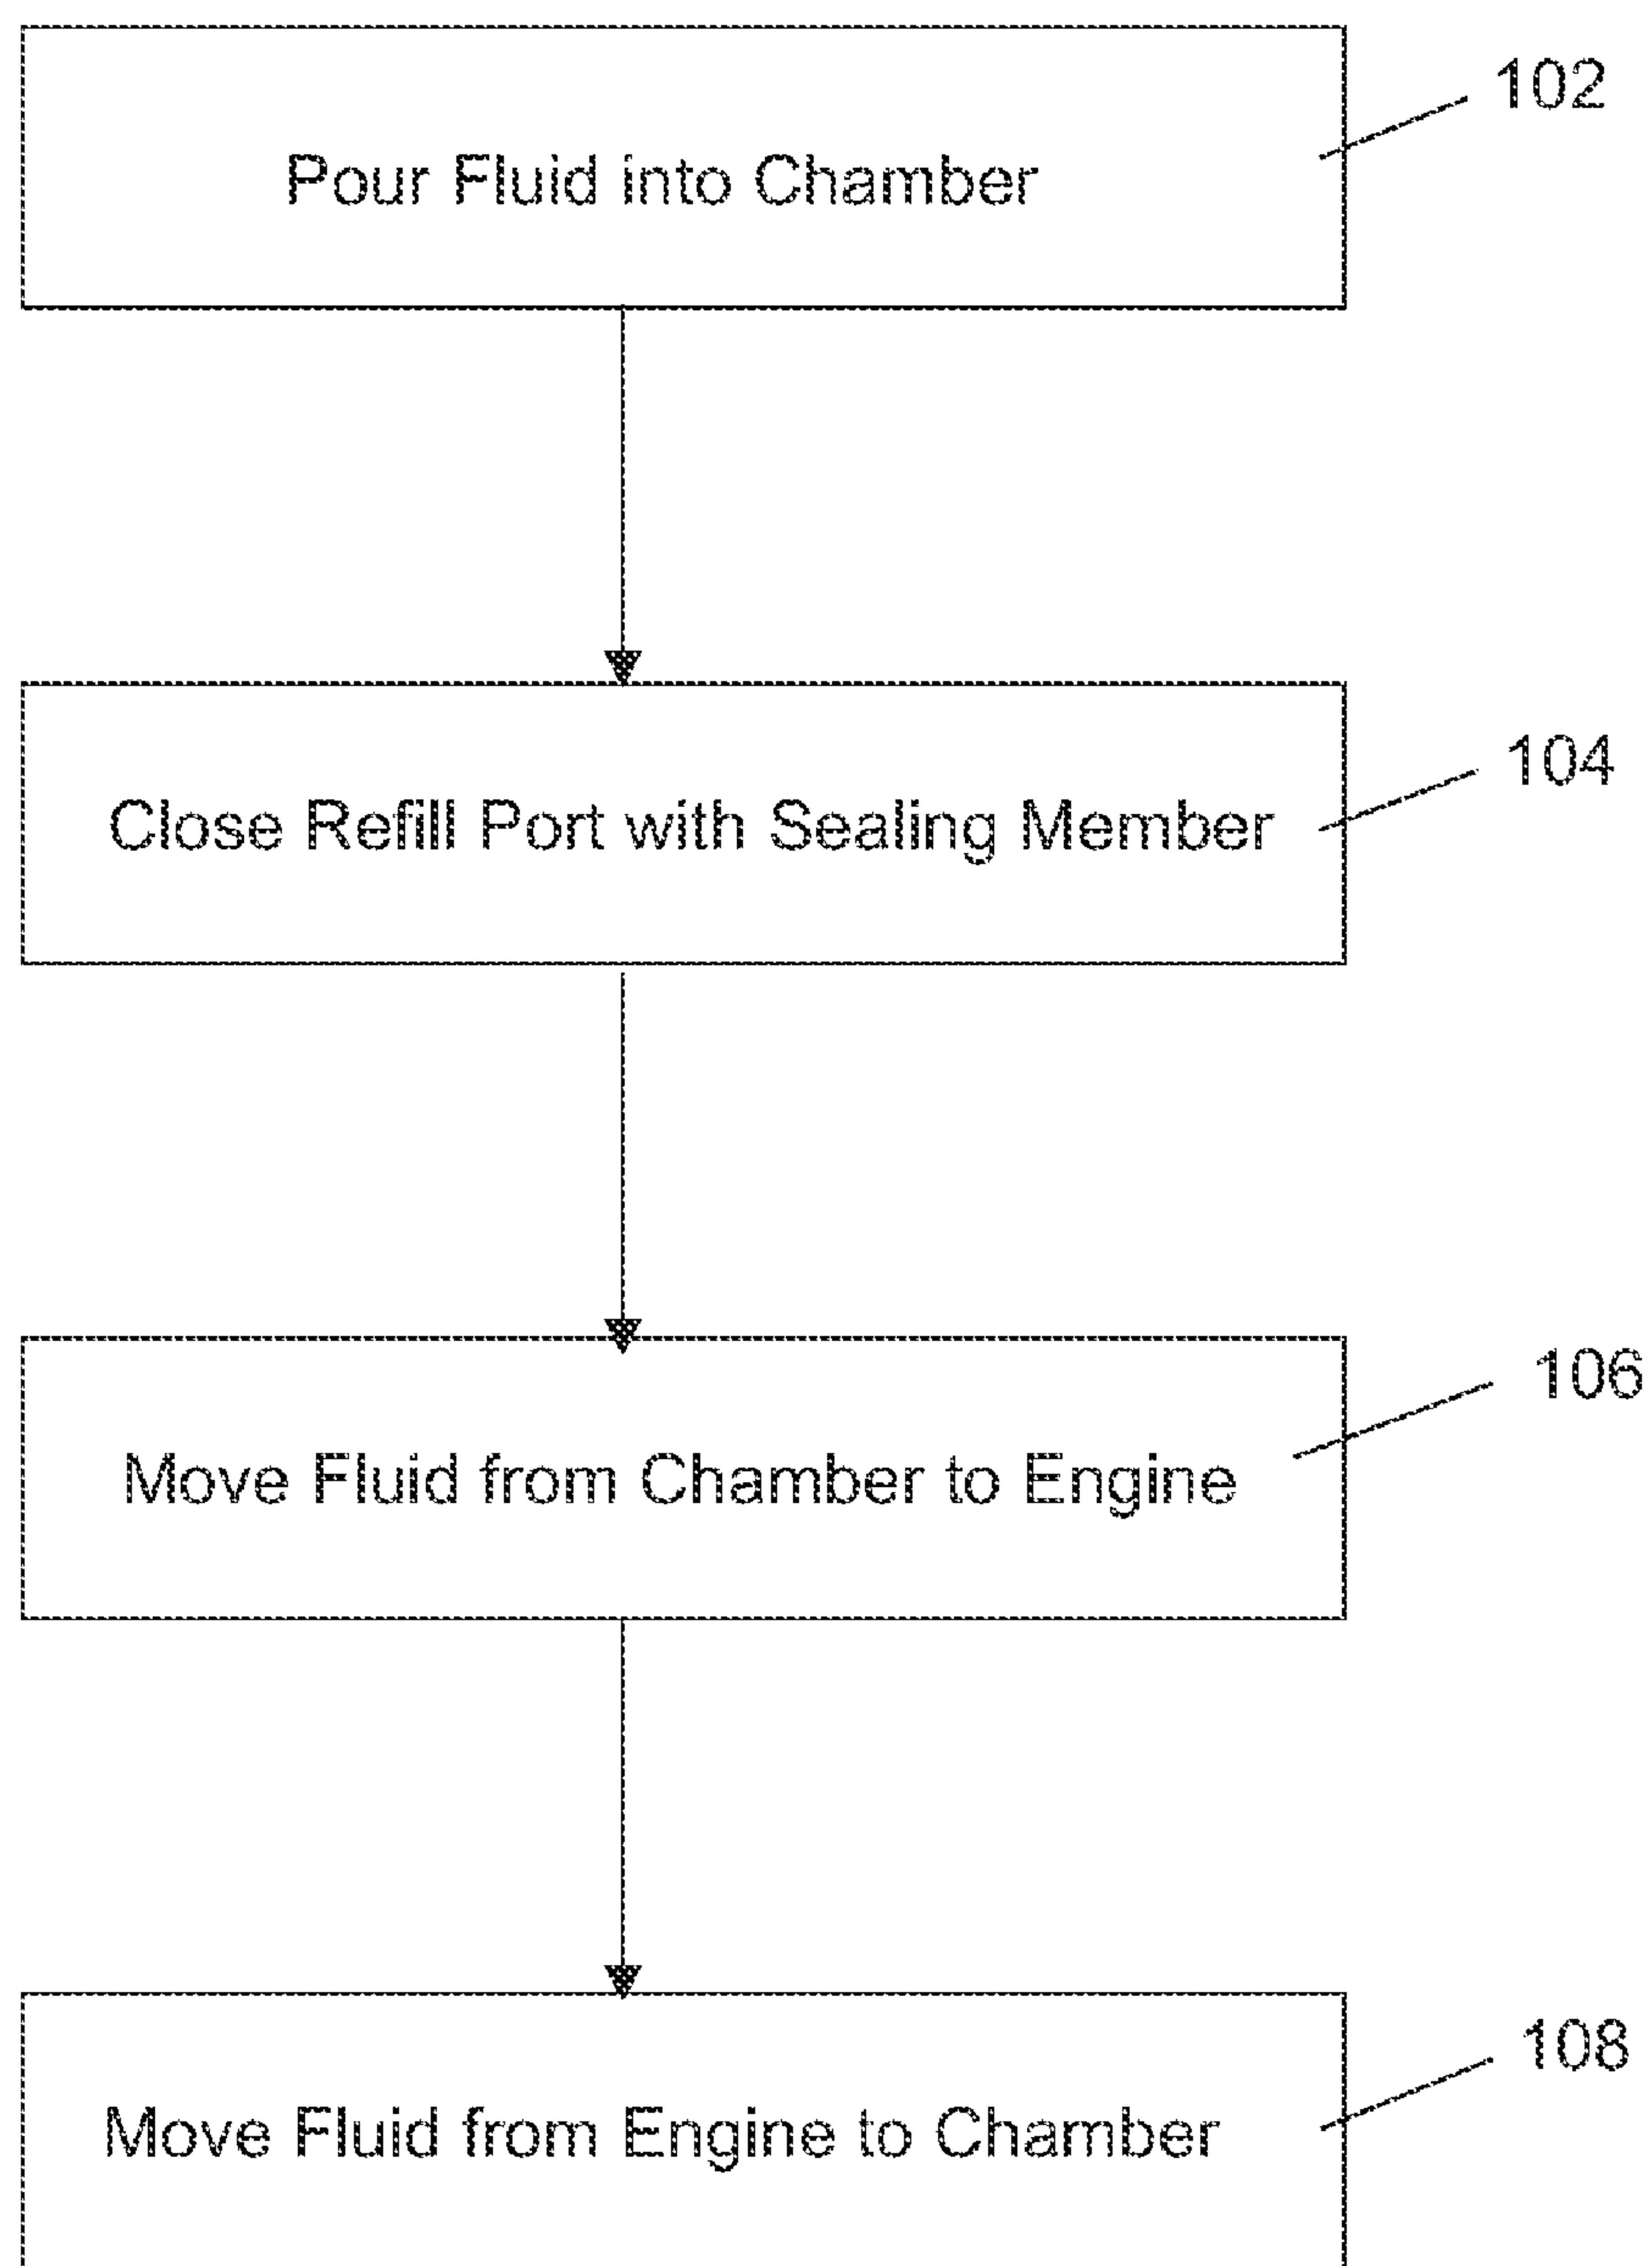 102
Pour Fluid into Chamber
104
Close Refill Port with Sealing Member
106
Move Fluid from Chamber to Engine
108
Move Fluid from Engine to Chamber